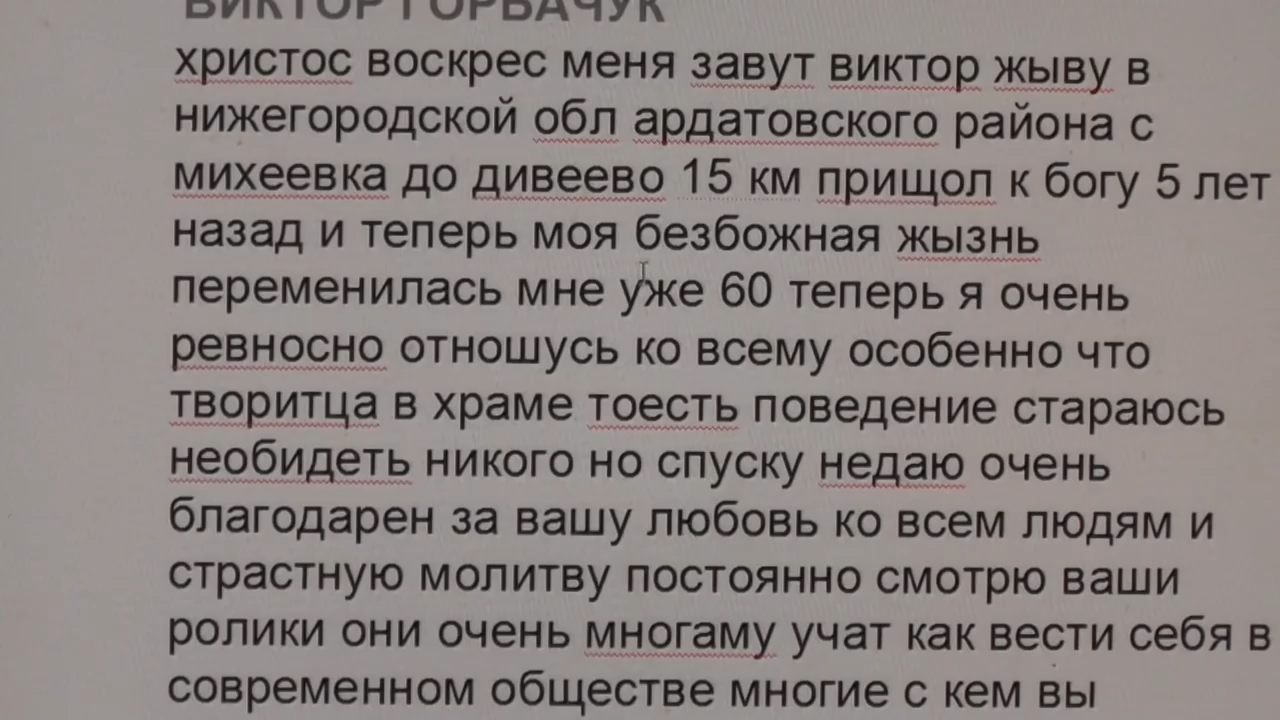 ВИКТОР ГОРБАЧУК
христос воскрес меня завут виктор жыву в
нижегородской обл ардатовского района с
михеевка до дивеево 15 км прищол к богу 5 лет
назад и теперь моя безбожная жызнь
переменилась мне уже 60 теперь я очень
ревносно отношусь ко всему особенно что
творитца в храме тоесть поведение стараюсь
необидеть никого но спуску недаю очень
благодарен за вашу любовь ко всем людям и
страстную молитву постоянно смотрю ваши
ролики они очень многаму учат как вести себя в
современном обществе многие с кем вы